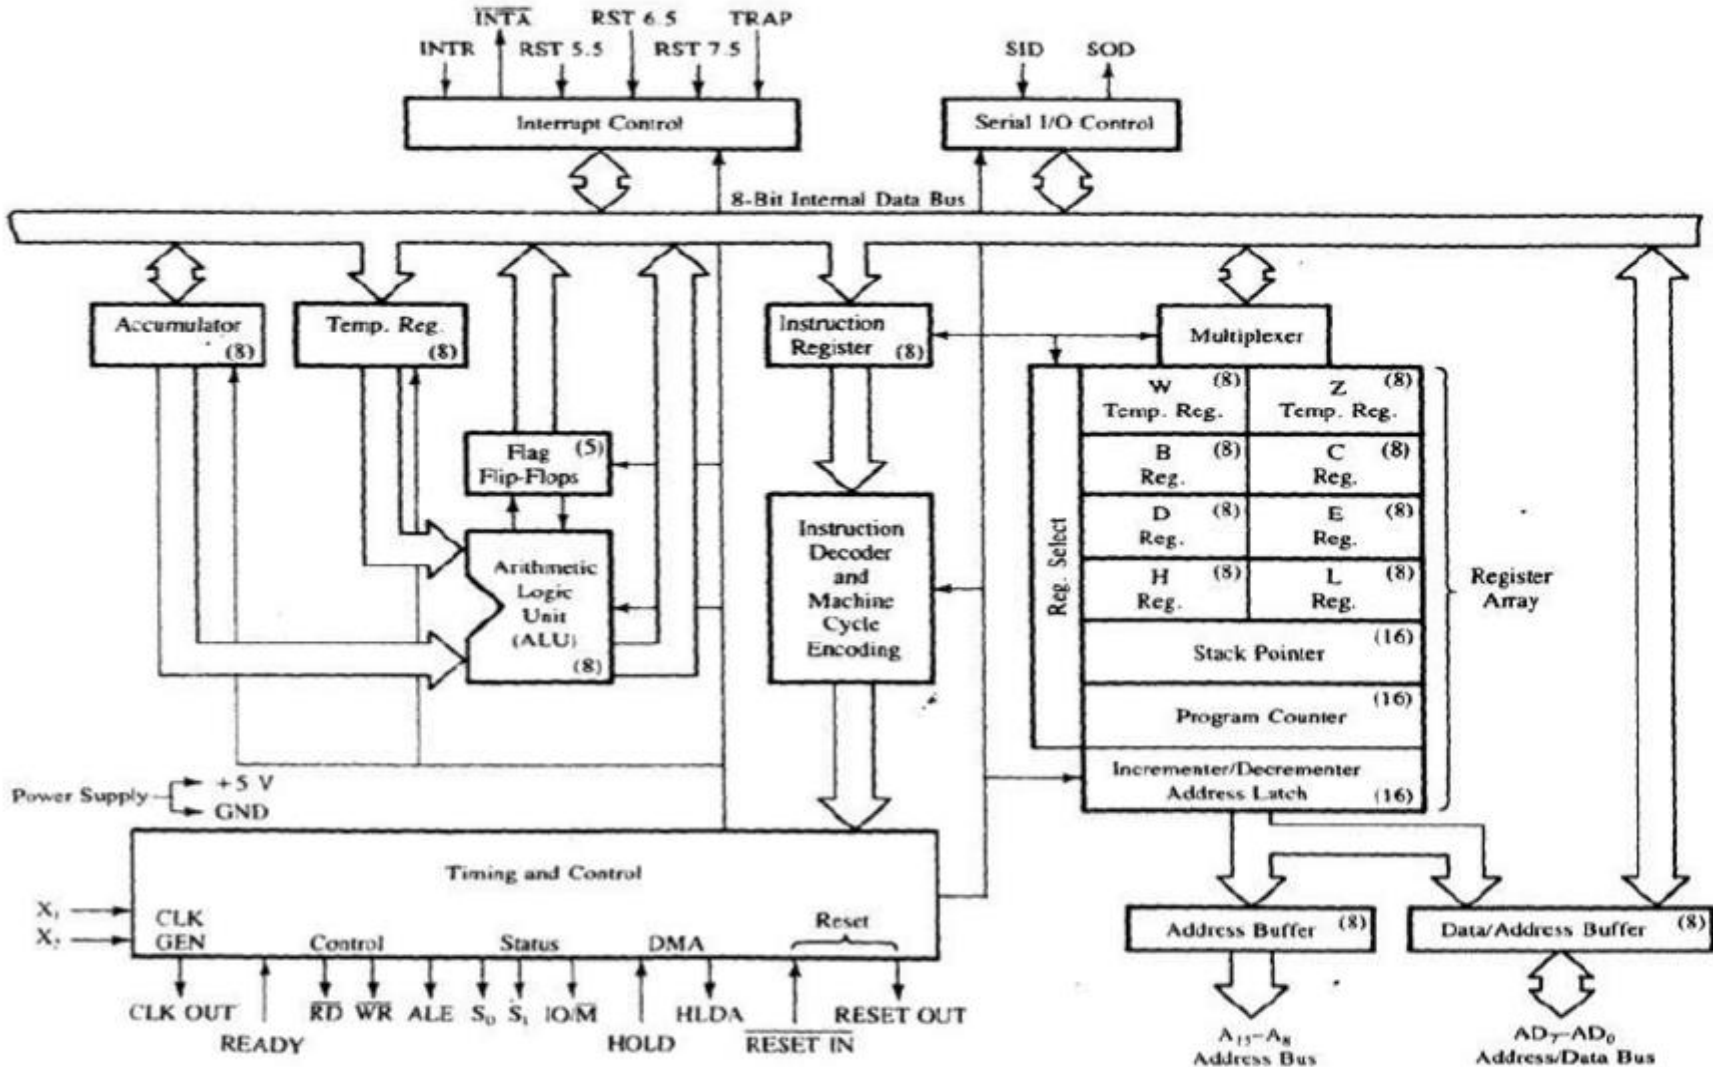 INTA RST 6.5 TRAP
INTR RST 5.5 RST 7.5 SID SOD
Interrupt Control
Serial I/O Control
8-Bit Internal Data Bus
Accumulator
(8)
Temp. Reg.
(8)
Instruction
Register (8)
Multiplexer
Flag (5)
Flip-Flops
Arithmetic
Logic
Unit
(ALU)
(8)
Instruction
Decoder
and
Machine
Cycle
Encoding
Reg. Select
W (8)
Temp. Reg.
Z (8)
Temp. Reg.
B (8)
Reg.
C (8)
Reg.
D (8)
Reg.
E (8)
Reg.
H (8)
Reg.
L (8)
Reg.
(16)
Stack Pointer
(16)
Program Counter
Incrementer/Decrementer
Address Latch (16)
Register
Array
Power Supply
+5 V
GND
Timing and Control
X₁
X₂
CLK
GEN
Control
Status
DMA
Reset
CLK OUT
READY
RD WR ALE S₀ S₁ IO/M
HOLD
HLDA
RESET IN
RESET OUT
Address Buffer (8)
Data/Address Buffer (8)
A₁₅–A₈
Address Bus
AD₇–AD₀
Address/Data Bus